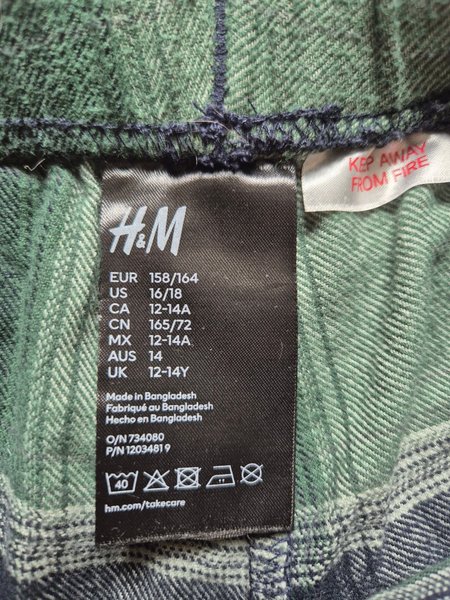 KEEP AWAY
FROM FIRE
H&M
EUR 158/164
US 16/18
CA 12-14A
CN 165/72
MX 12-14A
AUS 14
UK 12-14Y
Made in Bangladesh
Fabriqué au Bangladesh
Hecho en Bangladesh
O/N 734080
P/N 12034819
40
hm.com/takecare